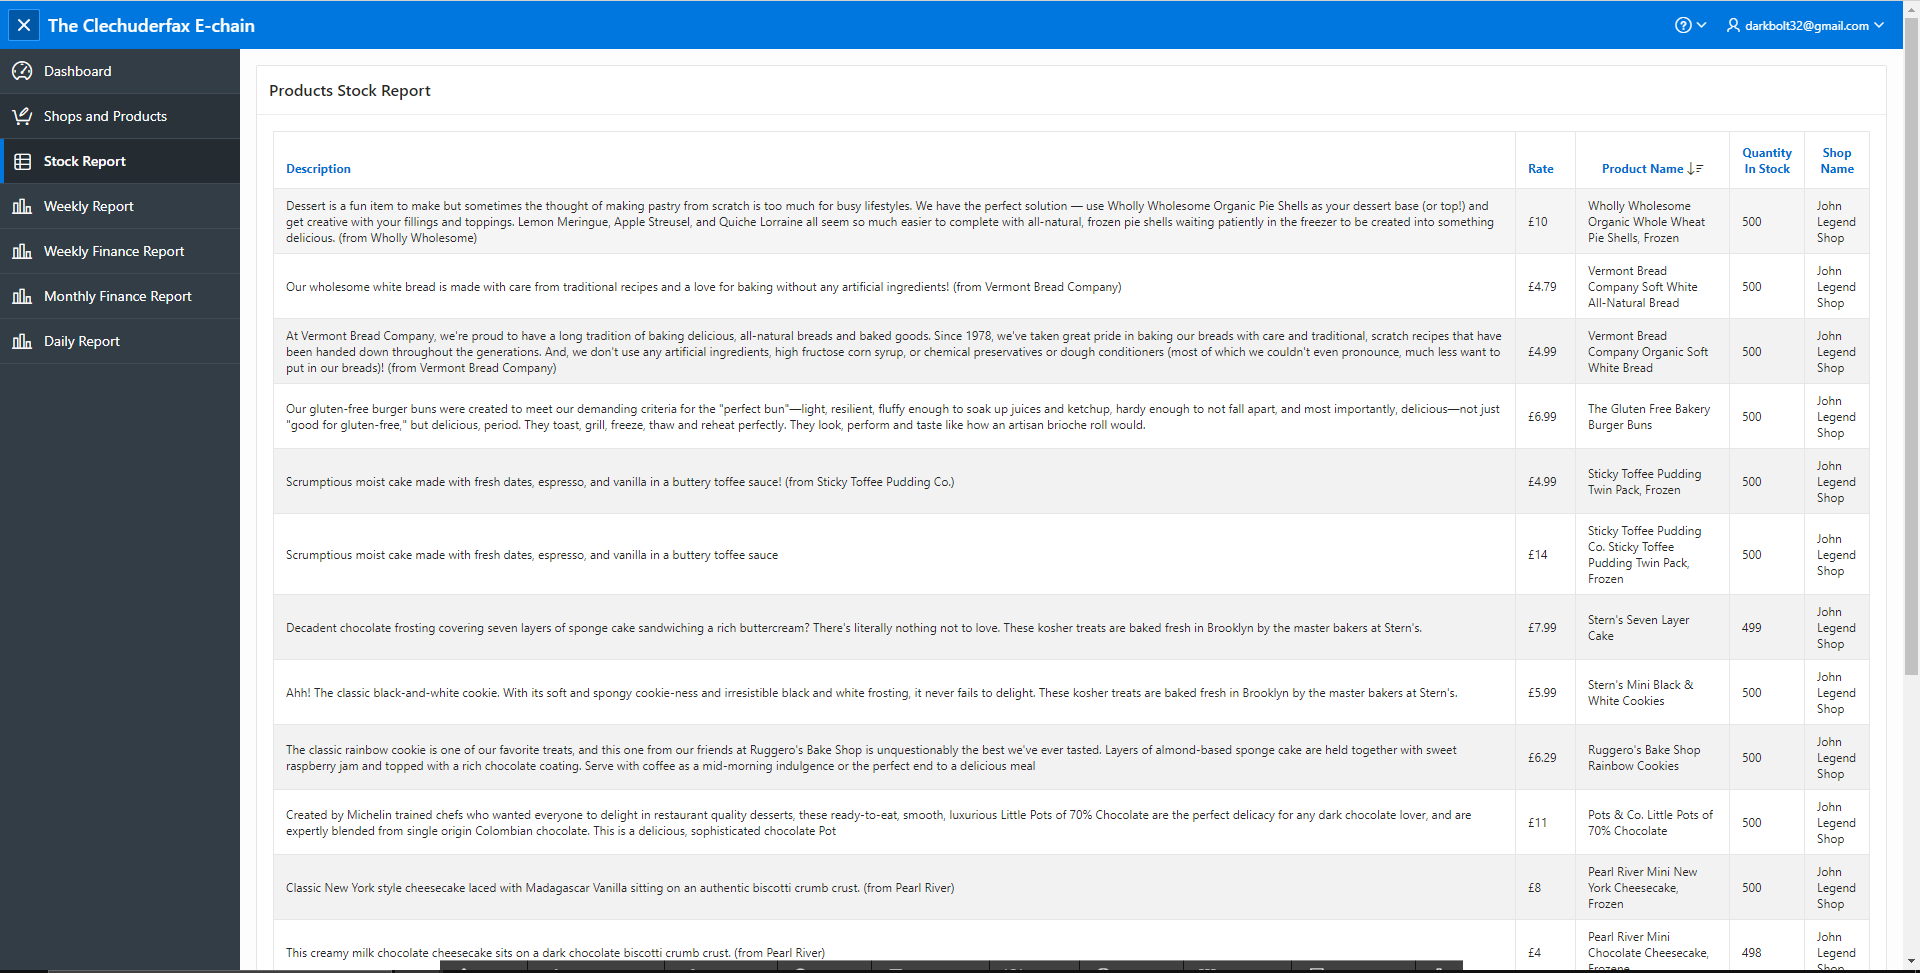 The Clechuderfax E-chain
darkbolt32@gmail.com
Dashboard
Shops and Products
Stock Report
Weekly Report
Weekly Finance Report
Monthly Finance Report
Daily Report
Products Stock Report
Description
Rate
Product Name
Quantity
In Stock
Shop
Name
Dessert is a fun item to make but sometimes the thought of making pastry from scratch is too much for busy lifestyles. We have the perfect solution — use Wholly Wholesome Organic Pie Shells as your dessert base (or top!) and
get creative with your fillings and toppings. Lemon Meringue, Apple Streusel, and Quiche Lorraine all seem so much easier to complete with all-natural, frozen pie shells waiting patiently in the freezer to be created into something
delicious. (from Wholly Wholesome)
£10
Wholly Wholesome
Organic Whole Wheat
Pie Shells, Frozen
500
John
Legend
Shop
Our wholesome white bread is made with care from traditional recipes and a love for baking without any artificial ingredients! (from Vermont Bread Company)
£4.79
Vermont Bread
Company Soft White
All-Natural Bread
500
John
Legend
Shop
At Vermont Bread Company, we're proud to have a long tradition of baking delicious, all-natural breads and baked goods. Since 1978, we've taken great pride in baking our breads with care and traditional, scratch recipes that have
been handed down throughout the generations. And, we don't use any artificial ingredients, high fructose corn syrup, or chemical preservatives or dough conditioners (most of which we couldn't even pronounce, much less want to
put in our breads)! (from Vermont Bread Company)
£4.99
Vermont Bread
Company Organic Soft
White Bread
500
John
Legend
Shop
Our gluten-free burger buns were created to meet our demanding criteria for the "perfect bun"—light, resilient, fluffy enough to soak up juices and ketchup, hardy enough to not fall apart, and most importantly, delicious—not just
"good for gluten-free," but delicious, period. They toast, grill, freeze, thaw and reheat perfectly. They look, perform and taste like how an artisan brioche roll would.
£6.99
The Gluten Free Bakery
Burger Buns
500
John
Legend
Shop
Scrumptious moist cake made with fresh dates, espresso, and vanilla in a buttery toffee sauce! (from Sticky Toffee Pudding Co.)
£4.99
Sticky Toffee Pudding
Twin Pack, Frozen
500
John
Legend
Shop
Scrumptious moist cake made with fresh dates, espresso, and vanilla in a buttery toffee sauce
£14
Sticky Toffee Pudding
Co. Sticky Toffee
Pudding Twin Pack,
Frozen
500
John
Legend
Shop
Decadent chocolate frosting covering seven layers of sponge cake sandwiching a rich buttercream? There's literally nothing not to love. These kosher treats are baked fresh in Brooklyn by the master bakers at Stern's.
£7.99
Stern's Seven Layer
Cake
499
John
Legend
Shop
Ahh! The classic black-and-white cookie. With its soft and spongy cookie-ness and irresistible black and white frosting, it never fails to delight. These kosher treats are baked fresh in Brooklyn by the master bakers at Stern's.
£5.99
Stern's Mini Black &
White Cookies
500
John
Legend
Shop
The classic rainbow cookie is one of our favorite treats, and this one from our friends at Ruggero's Bake Shop is unquestionably the best we've ever tasted. Layers of almond-based sponge cake are held together with sweet
raspberry jam and topped with a rich chocolate coating. Serve with coffee as a mid-morning indulgence or the perfect end to a delicious meal
£6.29
Ruggero's Bake Shop
Rainbow Cookies
500
John
Legend
Shop
Created by Michelin trained chefs who wanted everyone to delight in restaurant quality desserts, these ready-to-eat, smooth, luxurious Little Pots of 70% Chocolate are the perfect delicacy for any dark chocolate lover, and are
expertly blended from single origin Colombian chocolate. This is a delicious, sophisticated chocolate Pot
£11
Pots & Co. Little Pots of
70% Chocolate
500
John
Legend
Shop
Classic New York style cheesecake laced with Madagascar Vanilla sitting on an authentic biscotti crumb crust. (from Pearl River)
£8
Pearl River Mini New
York Cheesecake,
Frozen
500
John
Legend
Shop
This creamy milk chocolate cheesecake sits on a dark chocolate biscotti crumb crust. (from Pearl River)
£4
Pearl River Mini
Chocolate Cheesecake,
498
John
Legend
Shop